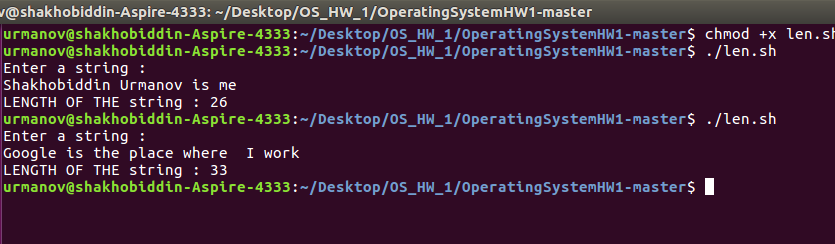 v@shakhobiddin-Aspire-4333: ~/Desktop/OS_HW_1/OperatingSystemHW1-master
urmanov@shakhobiddin-Aspire-4333:~/Desktop/OS_HW_1/OperatingSystemHW1-master$ chmod +x len.sh
urmanov@shakhobiddin-Aspire-4333:~/Desktop/OS_HW_1/OperatingSystemHW1-master$ ./len.sh
Enter a string :
Shakhobiddin Urmanov is me
LENGTH OF THE string : 26
urmanov@shakhobiddin-Aspire-4333:~/Desktop/OS_HW_1/OperatingSystemHW1-master$ ./len.sh
Enter a string :
Google is the place where  I work
LENGTH OF THE string : 33
urmanov@shakhobiddin-Aspire-4333:~/Desktop/OS_HW_1/OperatingSystemHW1-master$